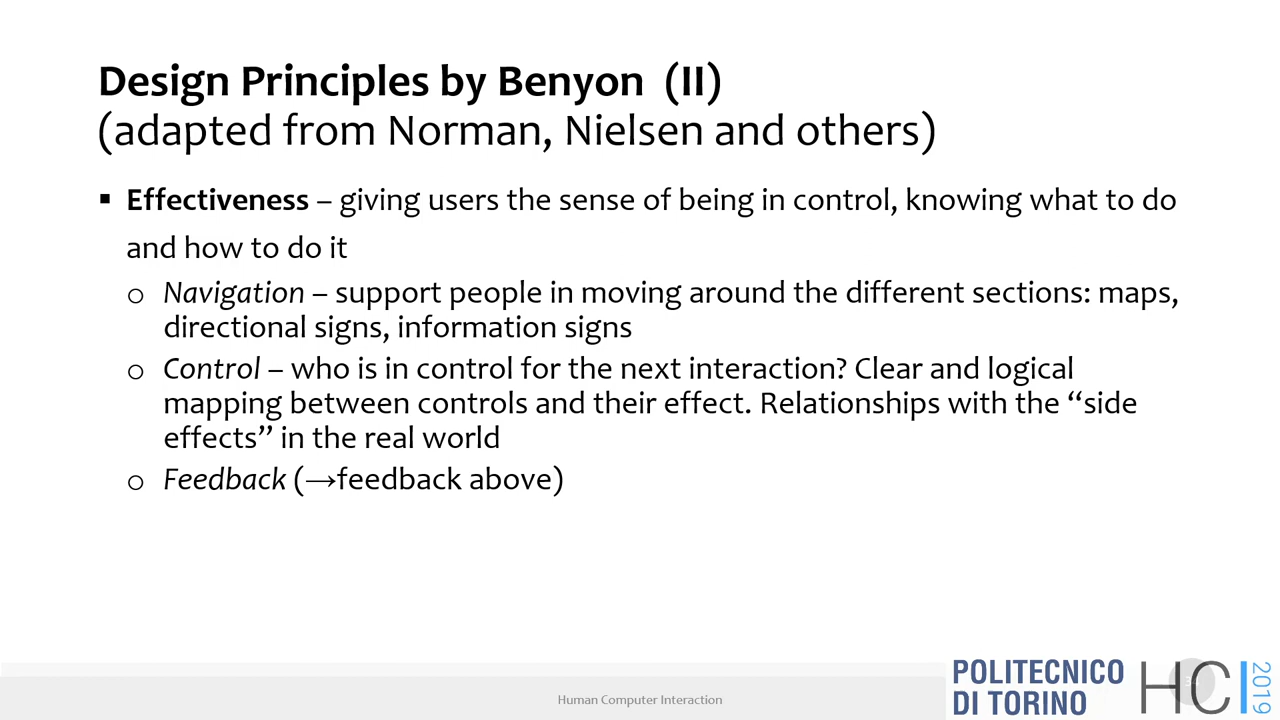 Design Principles by Benyon (II)
(adapted from Norman, Nielsen and others)
▪ Effectiveness – giving users the sense of being in control, knowing what to do
and how to do it
o Navigation – support people in moving around the different sections: maps,
directional signs, information signs
o Control – who is in control for the next interaction? Clear and logical
mapping between controls and their effect. Relationships with the “side
effects” in the real world
o Feedback (→feedback above)
Human Computer Interaction
POLITECNICO
DI TORINO
HCI
2019